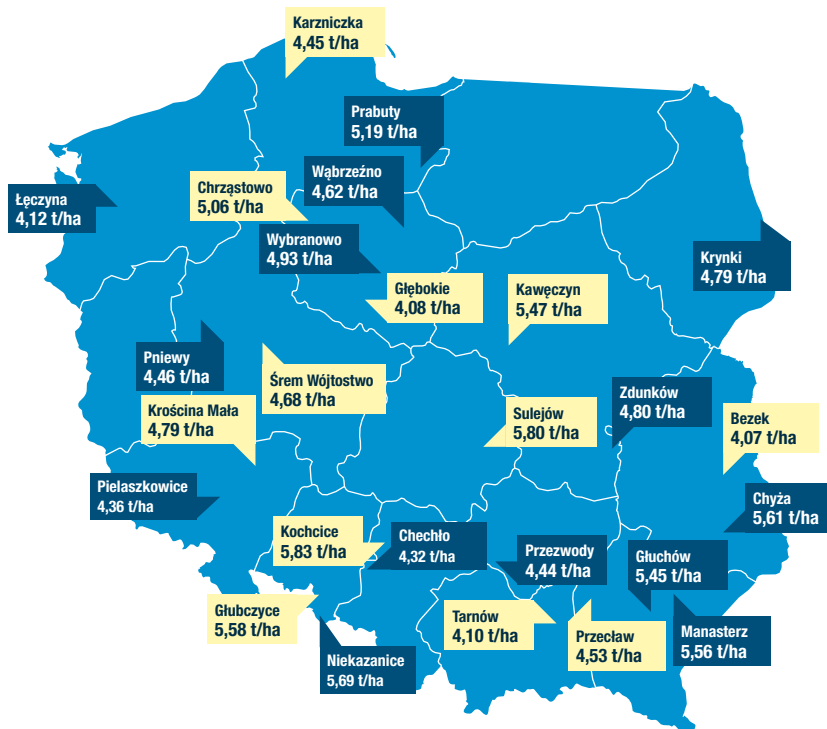 Karzniczka
4,45 t/ha
Prabuty
5,19 t/ha
Wąbrzeźno
4,62 t/ha
Chrząstowo
5,06 t/ha
Łęczyna
4,12 t/ha
Wybranowo
4,93 t/ha
Krynki
4,79 t/ha
Głębokie
4,08 t/ha
Kawęczyn
5,47 t/ha
Pniewy
4,46 t/ha
Śrem Wójtostwo
4,68 t/ha
Zdunków
4,80 t/ha
Krościna Mała
4,79 t/ha
Sulejów
5,80 t/ha
Bezek
4,07 t/ha
Pielaszkowice
4,36 t/ha
Chyża
5,61 t/ha
Kochcice
5,83 t/ha
Chechło
4,32 t/ha
Przezwody
4,44 t/ha
Głuchów
5,45 t/ha
Głubczyce
5,58 t/ha
Tarnów
4,10 t/ha
Przecław
4,53 t/ha
Manasterz
5,56 t/ha
Niekazanice
5,69 t/ha